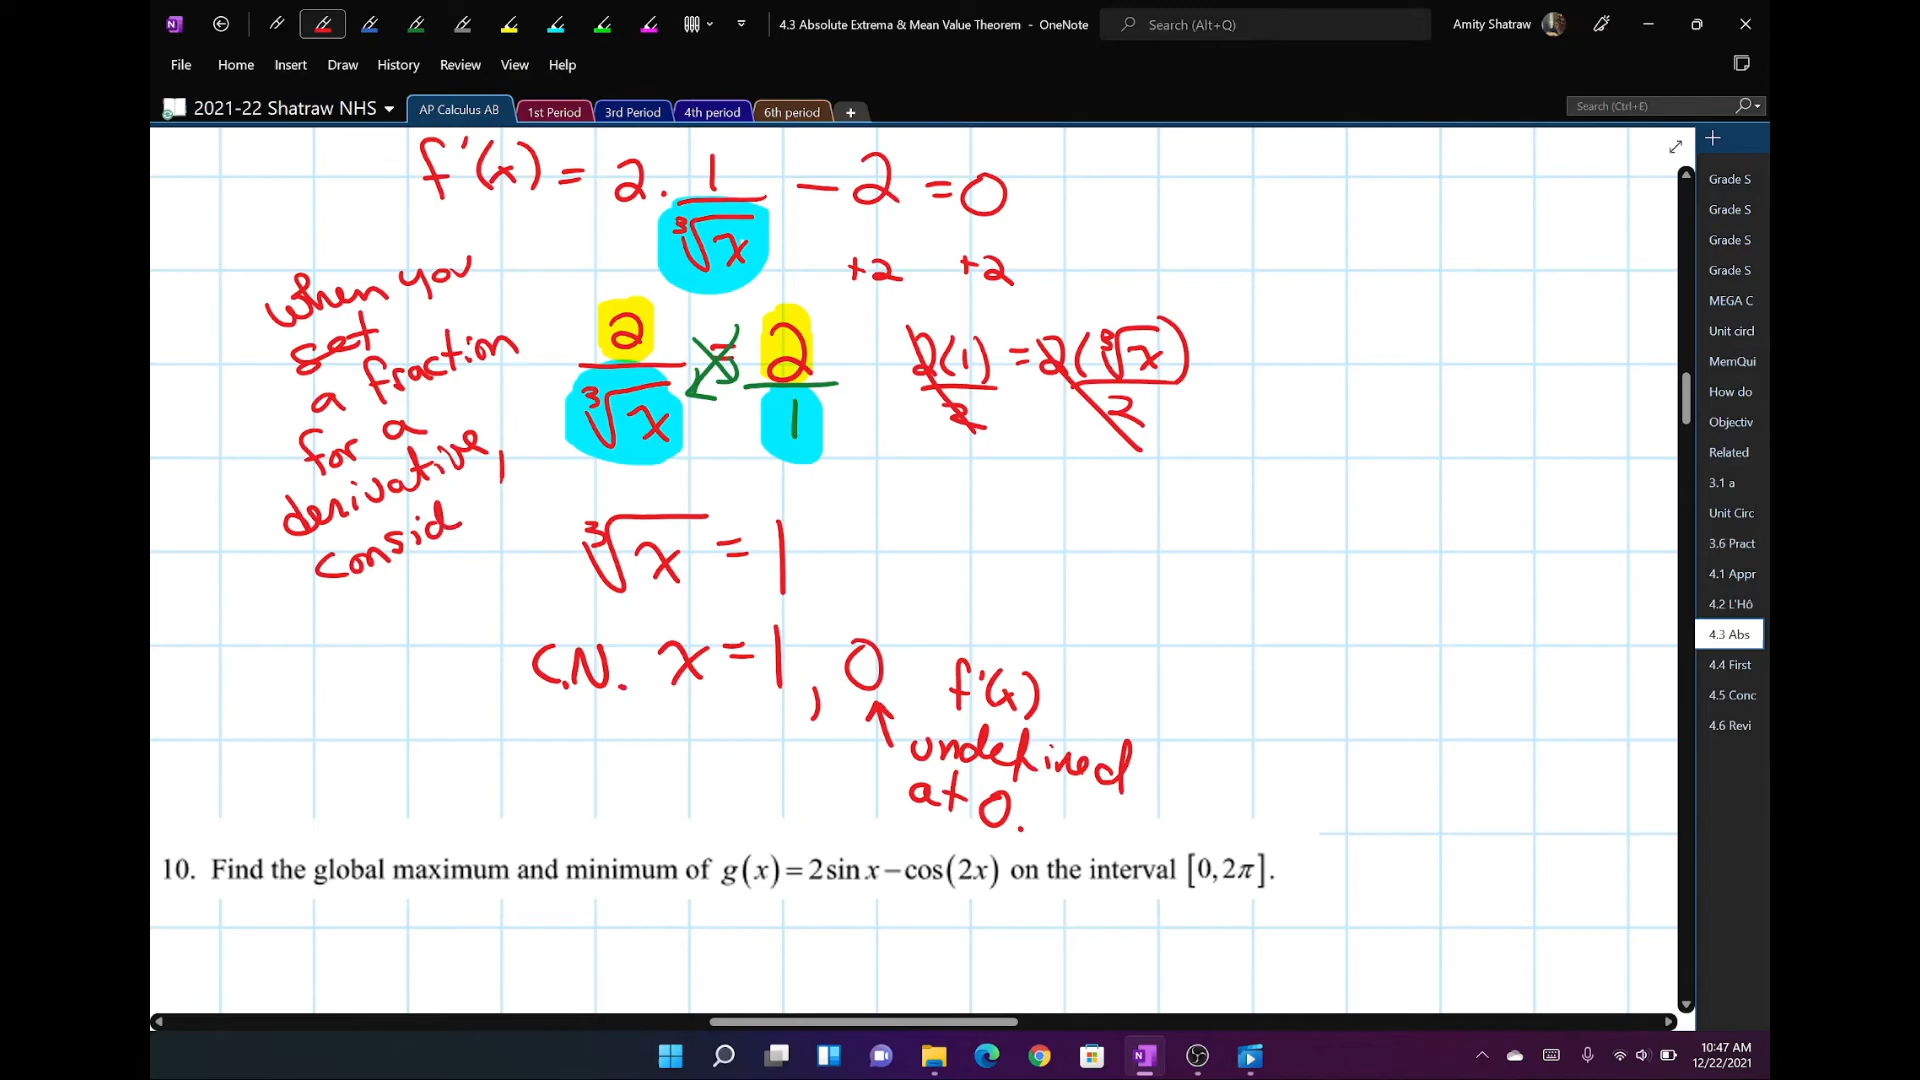 4.3 Absolute Extrema & Mean Value Theorem - OneNote
Search (Alt+Q)
Amity Shatraw
File Home Insert Draw History Review View Help
2021-22 Shatraw NHS
AP Calculus AB 1st Period 3rd Period 4th period 6th period
Search (Ctrl+E)
f'(x) = 2 · 1/∛x − 2 = 0
+2 +2
when you
set
a fraction
for a
derivative,
consid
2/∛x = 2/1
2(1)/2 = 2(∛x)/2
∛x = 1
C.N. x = 1, 0
f'(x)
undefined
at 0.
10. Find the global maximum and minimum of g(x)=2sin x−cos(2x) on the interval [0,2π].
Grade S
Grade S
Grade S
Grade S
MEGA C
Unit circl
MemQui
How do
Objectiv
Related
3.1 a
Unit Circ
3.6 Pract
4.1 Appr
4.2 L'Hô
4.3 Abs
4.4 First
4.5 Conc
4.6 Revi
10:47 AM
12/22/2021